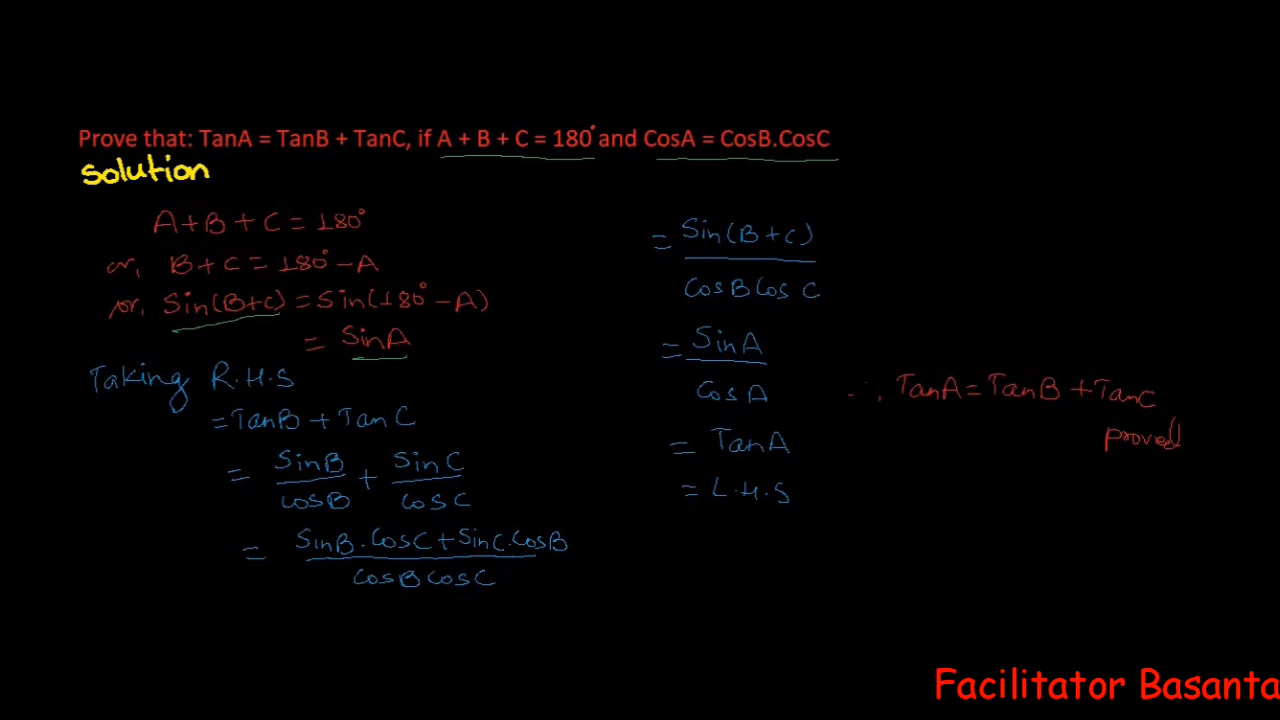 Prove that: TanA = TanB + TanC, if A + B + C = 180° and CosA = CosB.CosC
Solution
A + B + C = 180°
or, B + C = 180° - A
or, Sin(B+C) = Sin(180° - A)
= SinA
Taking R.H.S
= TanB + TanC
= SinB/CosB + SinC/CosC
= SinB.CosC + SinC.CosB / CosB CosC
= Sin(B+C) / CosB CosC
= SinA / CosA
= TanA
= L.H.S
∴ TanA = TanB + TanC
proved
Facilitator Basanta